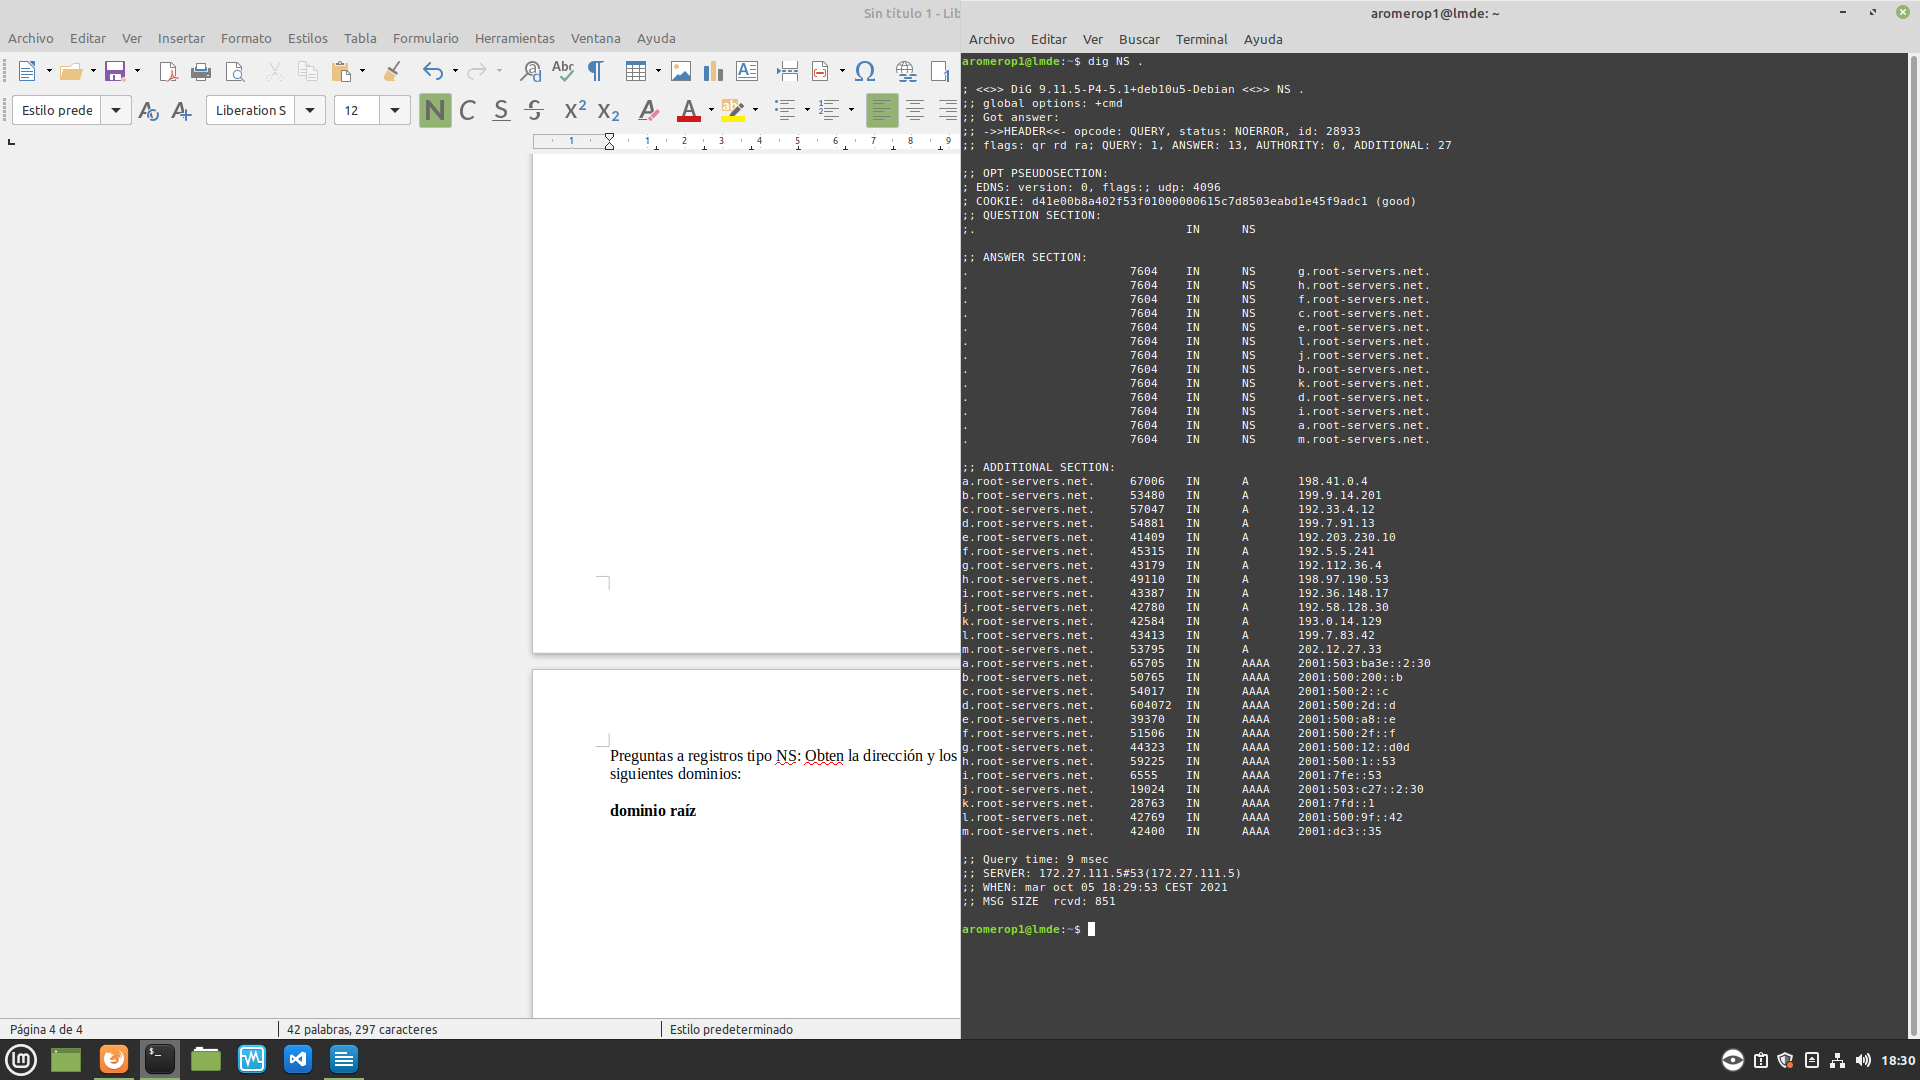 Sin título 1 - Lib
Archivo Editar Ver Insertar Formato Estilos Tabla Formulario Herramientas Ventana Ayuda
Estilo prede Liberation S 12 N C S S X² X₂ A
1 1 2 3 4 5 6 7 8 9
Preguntas a registros tipo NS: Obten la dirección y los
siguientes dominios:
dominio raíz
Página 4 de 4 42 palabras, 297 caracteres Estilo predeterminado
aromerop1@lmde: ~
Archivo Editar Ver Buscar Terminal Ayuda
aromerop1@lmde:~$ dig NS .
; <<>> DiG 9.11.5-P4-5.1+deb10u5-Debian <<>> NS .
;; global options: +cmd
;; Got answer:
;; ->>HEADER<<- opcode: QUERY, status: NOERROR, id: 28933
;; flags: qr rd ra; QUERY: 1, ANSWER: 13, AUTHORITY: 0, ADDITIONAL: 27
;; OPT PSEUDOSECTION:
; EDNS: version: 0, flags:; udp: 4096
; COOKIE: d41e00b8a402f53f01000000615c7d8503eabd1e45f9adc1 (good)
;; QUESTION SECTION:
;. IN NS
;; ANSWER SECTION:
. 7604 IN NS g.root-servers.net.
. 7604 IN NS h.root-servers.net.
. 7604 IN NS f.root-servers.net.
. 7604 IN NS c.root-servers.net.
. 7604 IN NS e.root-servers.net.
. 7604 IN NS l.root-servers.net.
. 7604 IN NS j.root-servers.net.
. 7604 IN NS b.root-servers.net.
. 7604 IN NS k.root-servers.net.
. 7604 IN NS d.root-servers.net.
. 7604 IN NS i.root-servers.net.
. 7604 IN NS a.root-servers.net.
. 7604 IN NS m.root-servers.net.
;; ADDITIONAL SECTION:
a.root-servers.net. 67006 IN A 198.41.0.4
b.root-servers.net. 53480 IN A 199.9.14.201
c.root-servers.net. 57047 IN A 192.33.4.12
d.root-servers.net. 54881 IN A 199.7.91.13
e.root-servers.net. 41409 IN A 192.203.230.10
f.root-servers.net. 45315 IN A 192.5.5.241
g.root-servers.net. 43179 IN A 192.112.36.4
h.root-servers.net. 49110 IN A 198.97.190.53
i.root-servers.net. 43387 IN A 192.36.148.17
j.root-servers.net. 42780 IN A 192.58.128.30
k.root-servers.net. 42584 IN A 193.0.14.129
l.root-servers.net. 43413 IN A 199.7.83.42
m.root-servers.net. 53795 IN A 202.12.27.33
a.root-servers.net. 65705 IN AAAA 2001:503:ba3e::2:30
b.root-servers.net. 50765 IN AAAA 2001:500:200::b
c.root-servers.net. 54017 IN AAAA 2001:500:2::c
d.root-servers.net. 604072 IN AAAA 2001:500:2d::d
e.root-servers.net. 39370 IN AAAA 2001:500:a8::e
f.root-servers.net. 51506 IN AAAA 2001:500:2f::f
g.root-servers.net. 44323 IN AAAA 2001:500:12::d0d
h.root-servers.net. 59225 IN AAAA 2001:500:1::53
i.root-servers.net. 6555 IN AAAA 2001:7fe::53
j.root-servers.net. 19024 IN AAAA 2001:503:c27::2:30
k.root-servers.net. 28763 IN AAAA 2001:7fd::1
l.root-servers.net. 42769 IN AAAA 2001:500:9f::42
m.root-servers.net. 42400 IN AAAA 2001:dc3::35
;; Query time: 9 msec
;; SERVER: 172.27.111.5#53(172.27.111.5)
;; WHEN: mar oct 05 18:29:53 CEST 2021
;; MSG SIZE rcvd: 851
aromerop1@lmde:~$
18:30